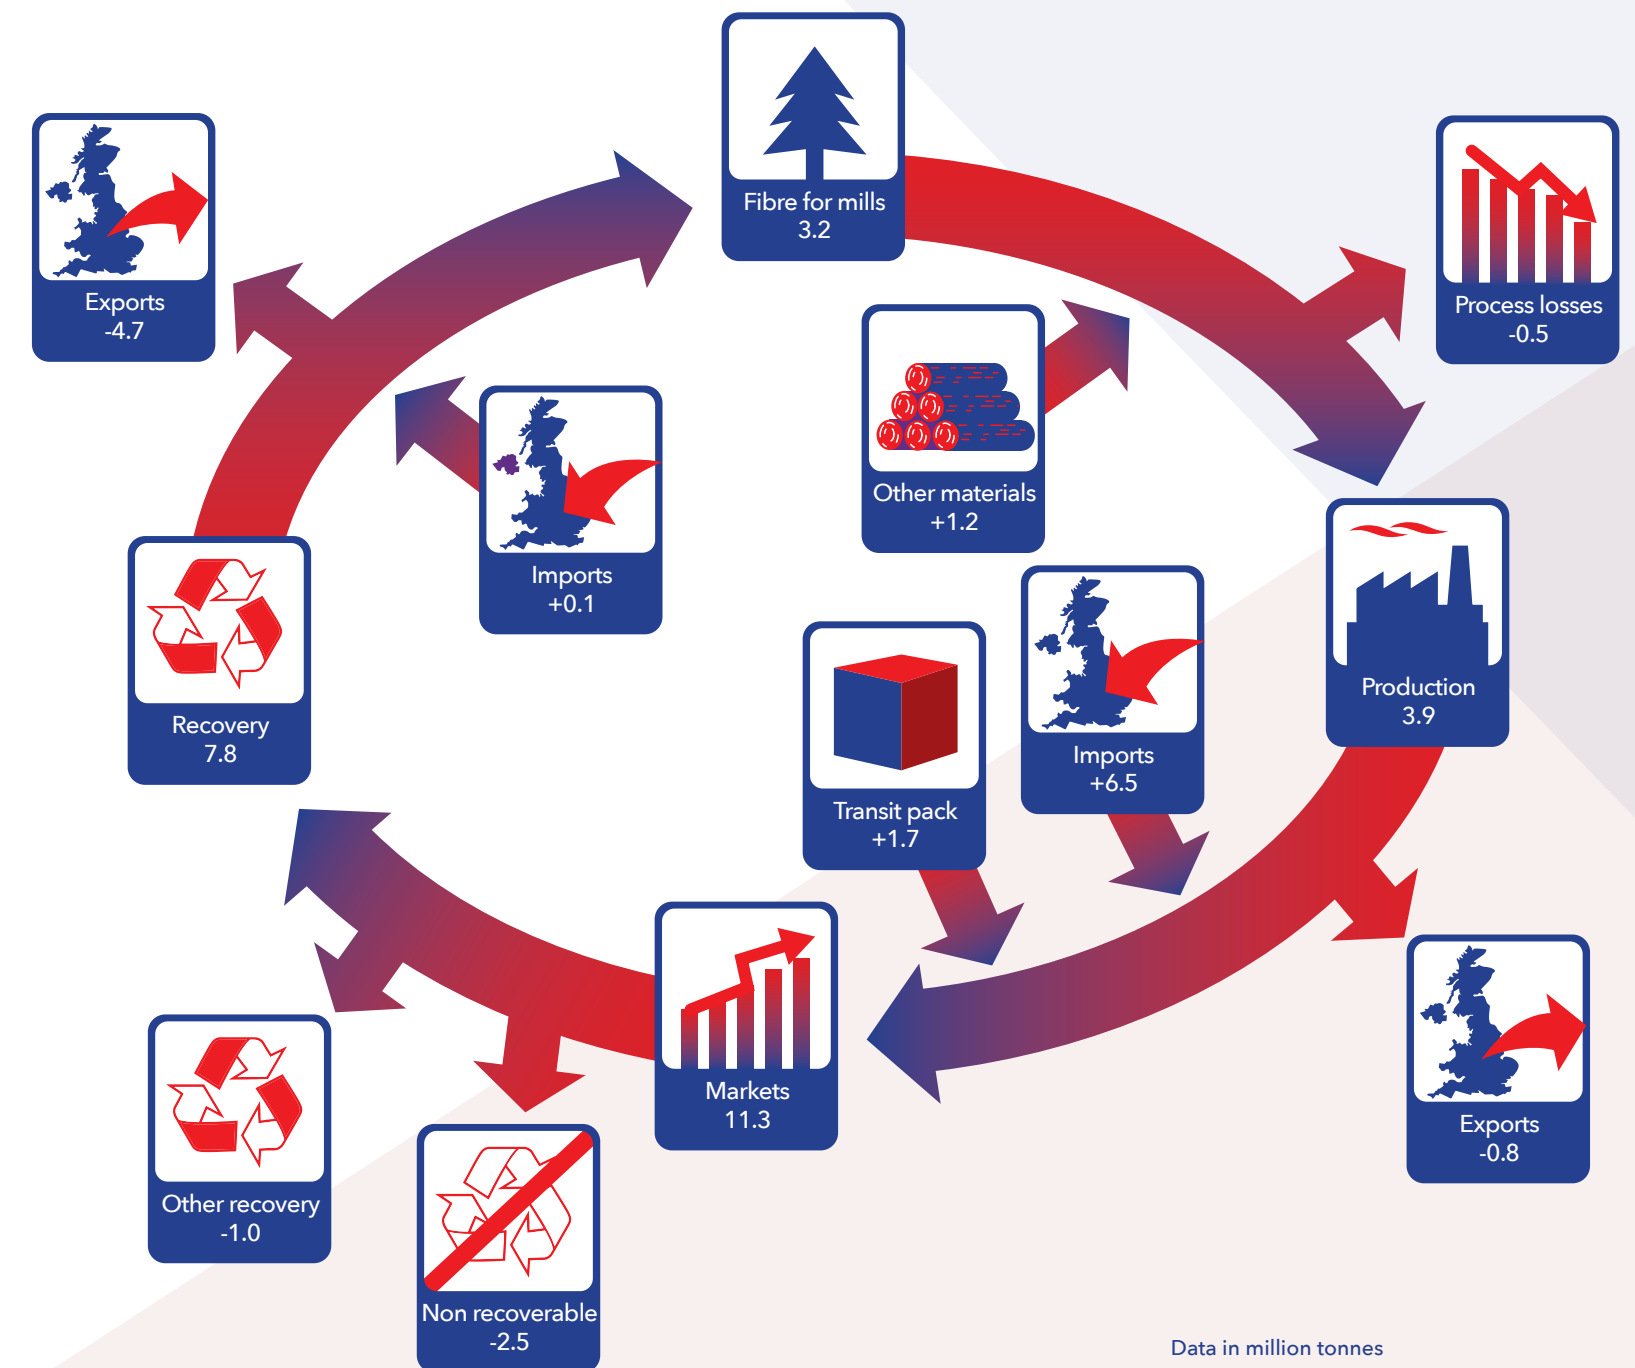 Fibre for mills
3.2
Exports
-4.7
Process losses
-0.5
Other materials
+1.2
Imports
+0.1
Production
3.9
Recovery
7.8
Imports
+6.5
Transit pack
+1.7
Markets
11.3
Exports
-0.8
Other recovery
-1.0
Non recoverable
-2.5
Data in million tonnes